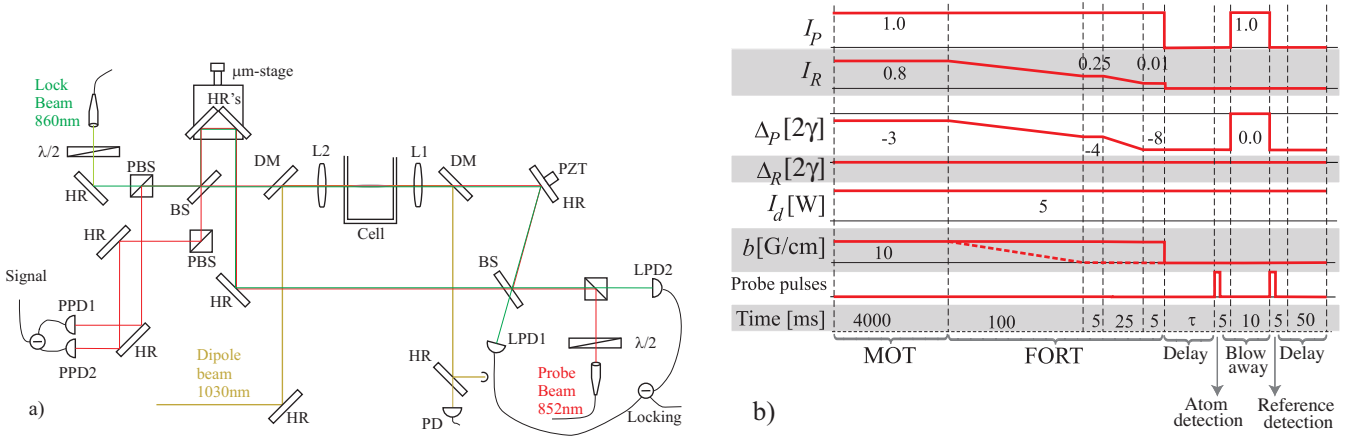 μm-stage
HR's
Lock
Beam
860nm
λ/2
HR
PBS
BS
DM
L2
L1
DM
PZT
HR
Cell
HR
PBS
HR
BS
LPD2
Signal
PPD1
PPD2
HR
LPD1
λ/2
HR
Dipole
beam
1030nm
HR
PD
Probe
Beam
852nm
Locking
a)
b)
I_P
1.0
1.0
I_R
0.8
0.25
0.01
Δ_P [2γ]
-3
-4
-8
0.0
Δ_R [2γ]
I_d [W]
5
b[G/cm]
10
Probe pulses
Time [ms]
4000
100
5
25
5
τ
5
10
5
50
MOT
FORT
Delay
Blow
away
Delay
Atom
detection
Reference
detection